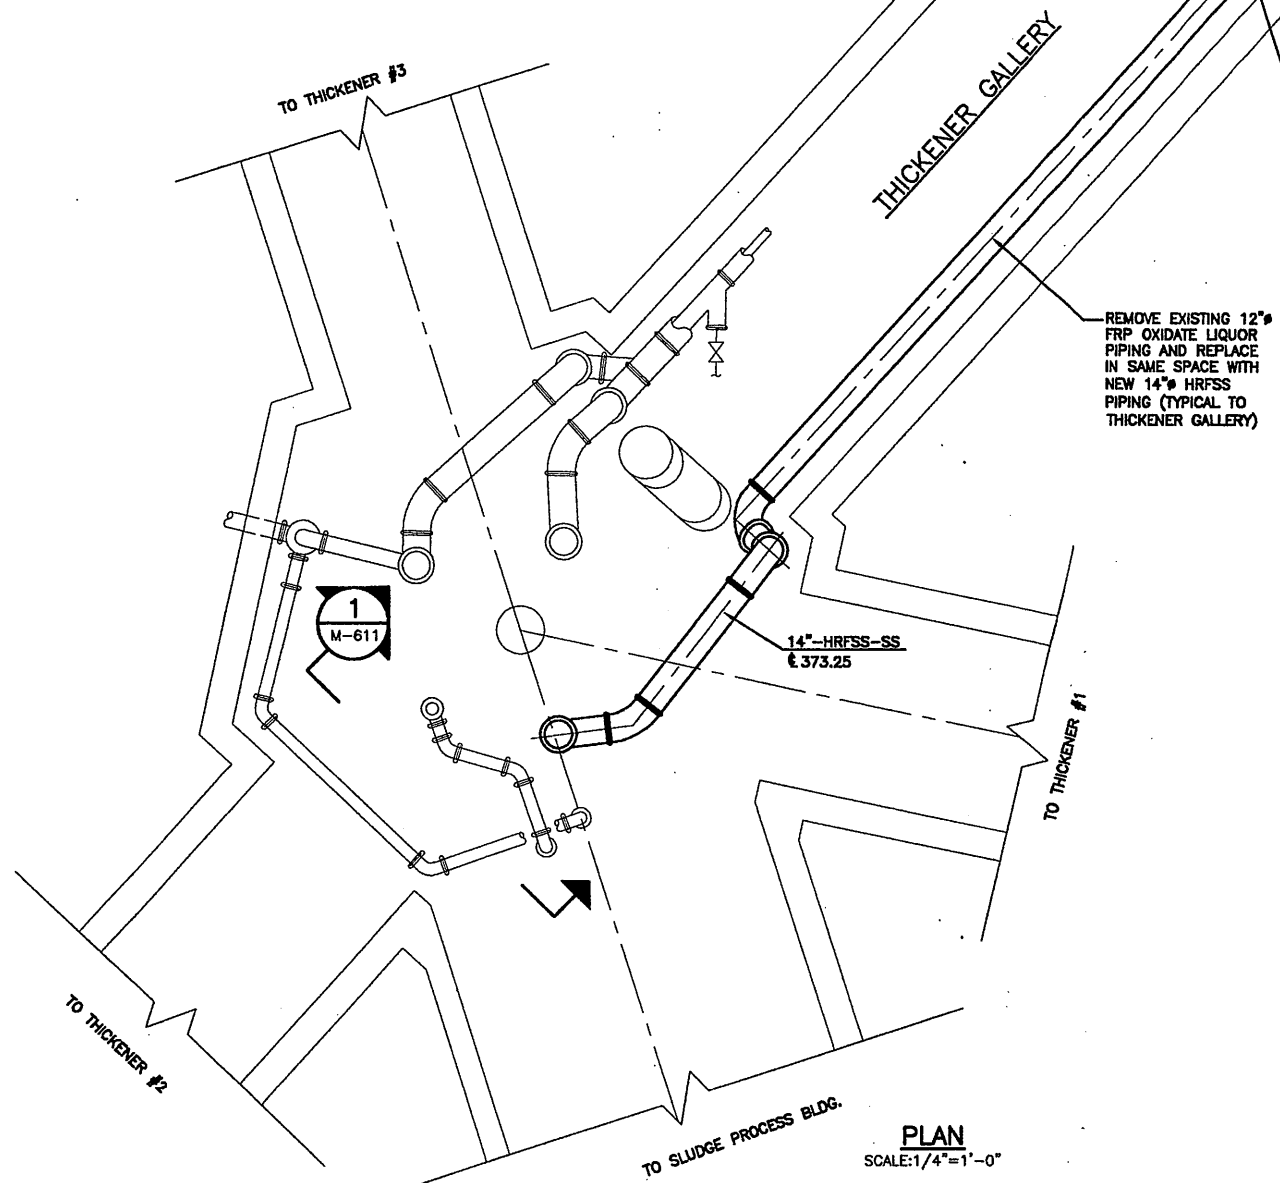 TO THICKENER #3
THICKENER GALLERY
REMOVE EXISTING 12"ø
FRP OXIDATE LIQUOR
PIPING AND REPLACE
IN SAME SPACE WITH
NEW 14"ø HRFSS
PIPING (TYPICAL TO
THICKENER GALLERY)
1
M-611
14"-HRFSS-SS
℄ 373.25
TO THICKENER #1
TO THICKENER #2
TO SLUDGE PROCESS BLDG.
PLAN
SCALE:1/4"=1'-0"